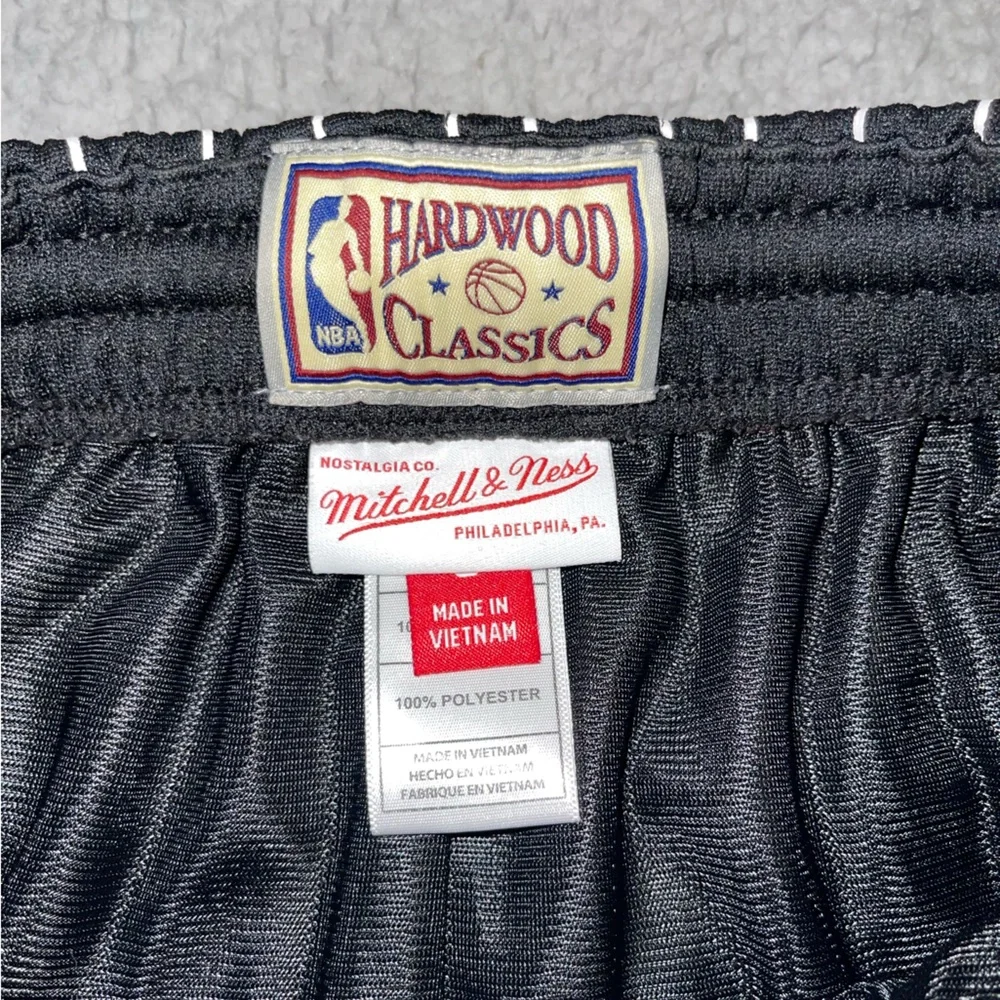 HARDWOOD
CLASSICS
NBA
NOSTALGIA CO.
Mitchell & Ness
PHILADELPHIA, PA.
MADE IN
VIETNAM
100% POLYESTER
MADE IN VIETNAM
HECHO EN VIETNAM
FABRIQUE EN VIETNAM